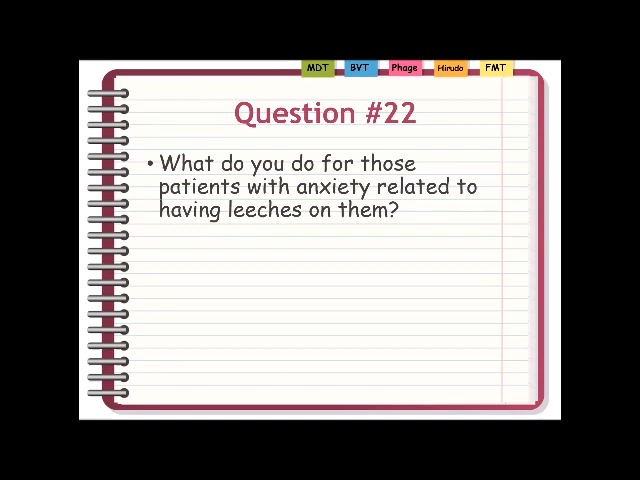 MDT BVT Phage Hirudo FMT
Question #22
• What do you do for those
patients with anxiety related to
having leeches on them?